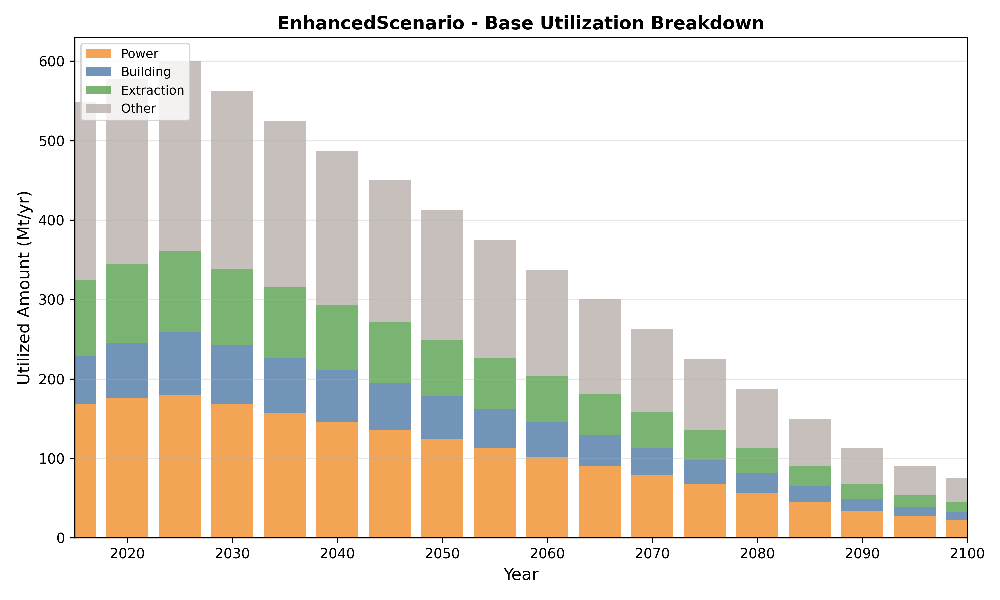 EnhancedScenario - Base Utilization Breakdown
Power
Building
Extraction
Other
Utilized Amount (Mt/yr)
600
500
400
300
200
100
0
2020 2030 2040 2050 2060 2070 2080 2090 2100
Year